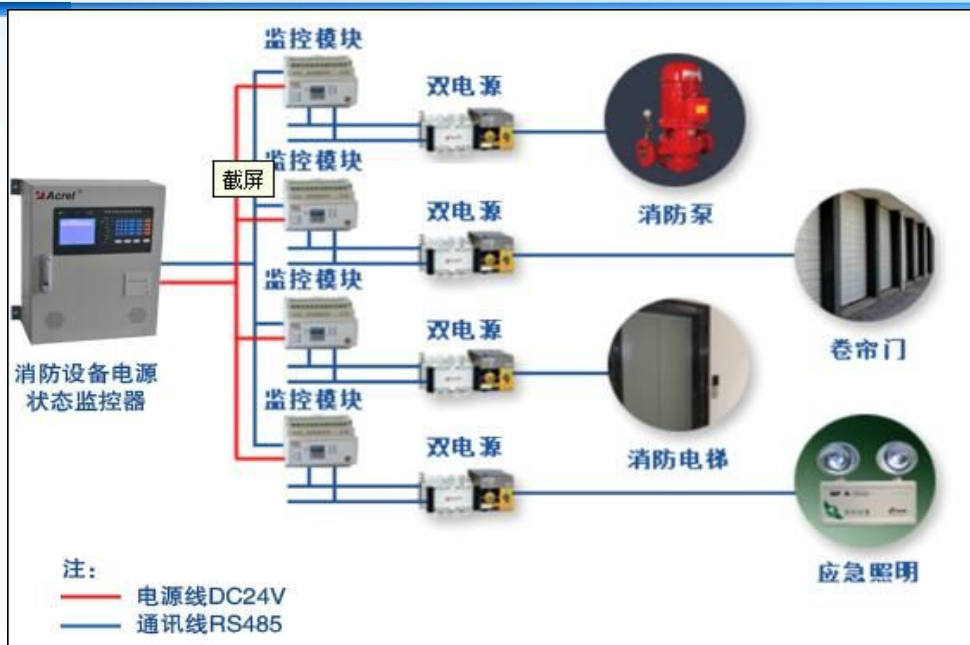 监控模块
双电源
消防泵
监控模块
截屏
双电源
卷帘门
Acrel
消防设备电源
状态监控器
监控模块
双电源
消防电梯
监控模块
双电源
应急照明
注：
电源线DC24V
通讯线RS485